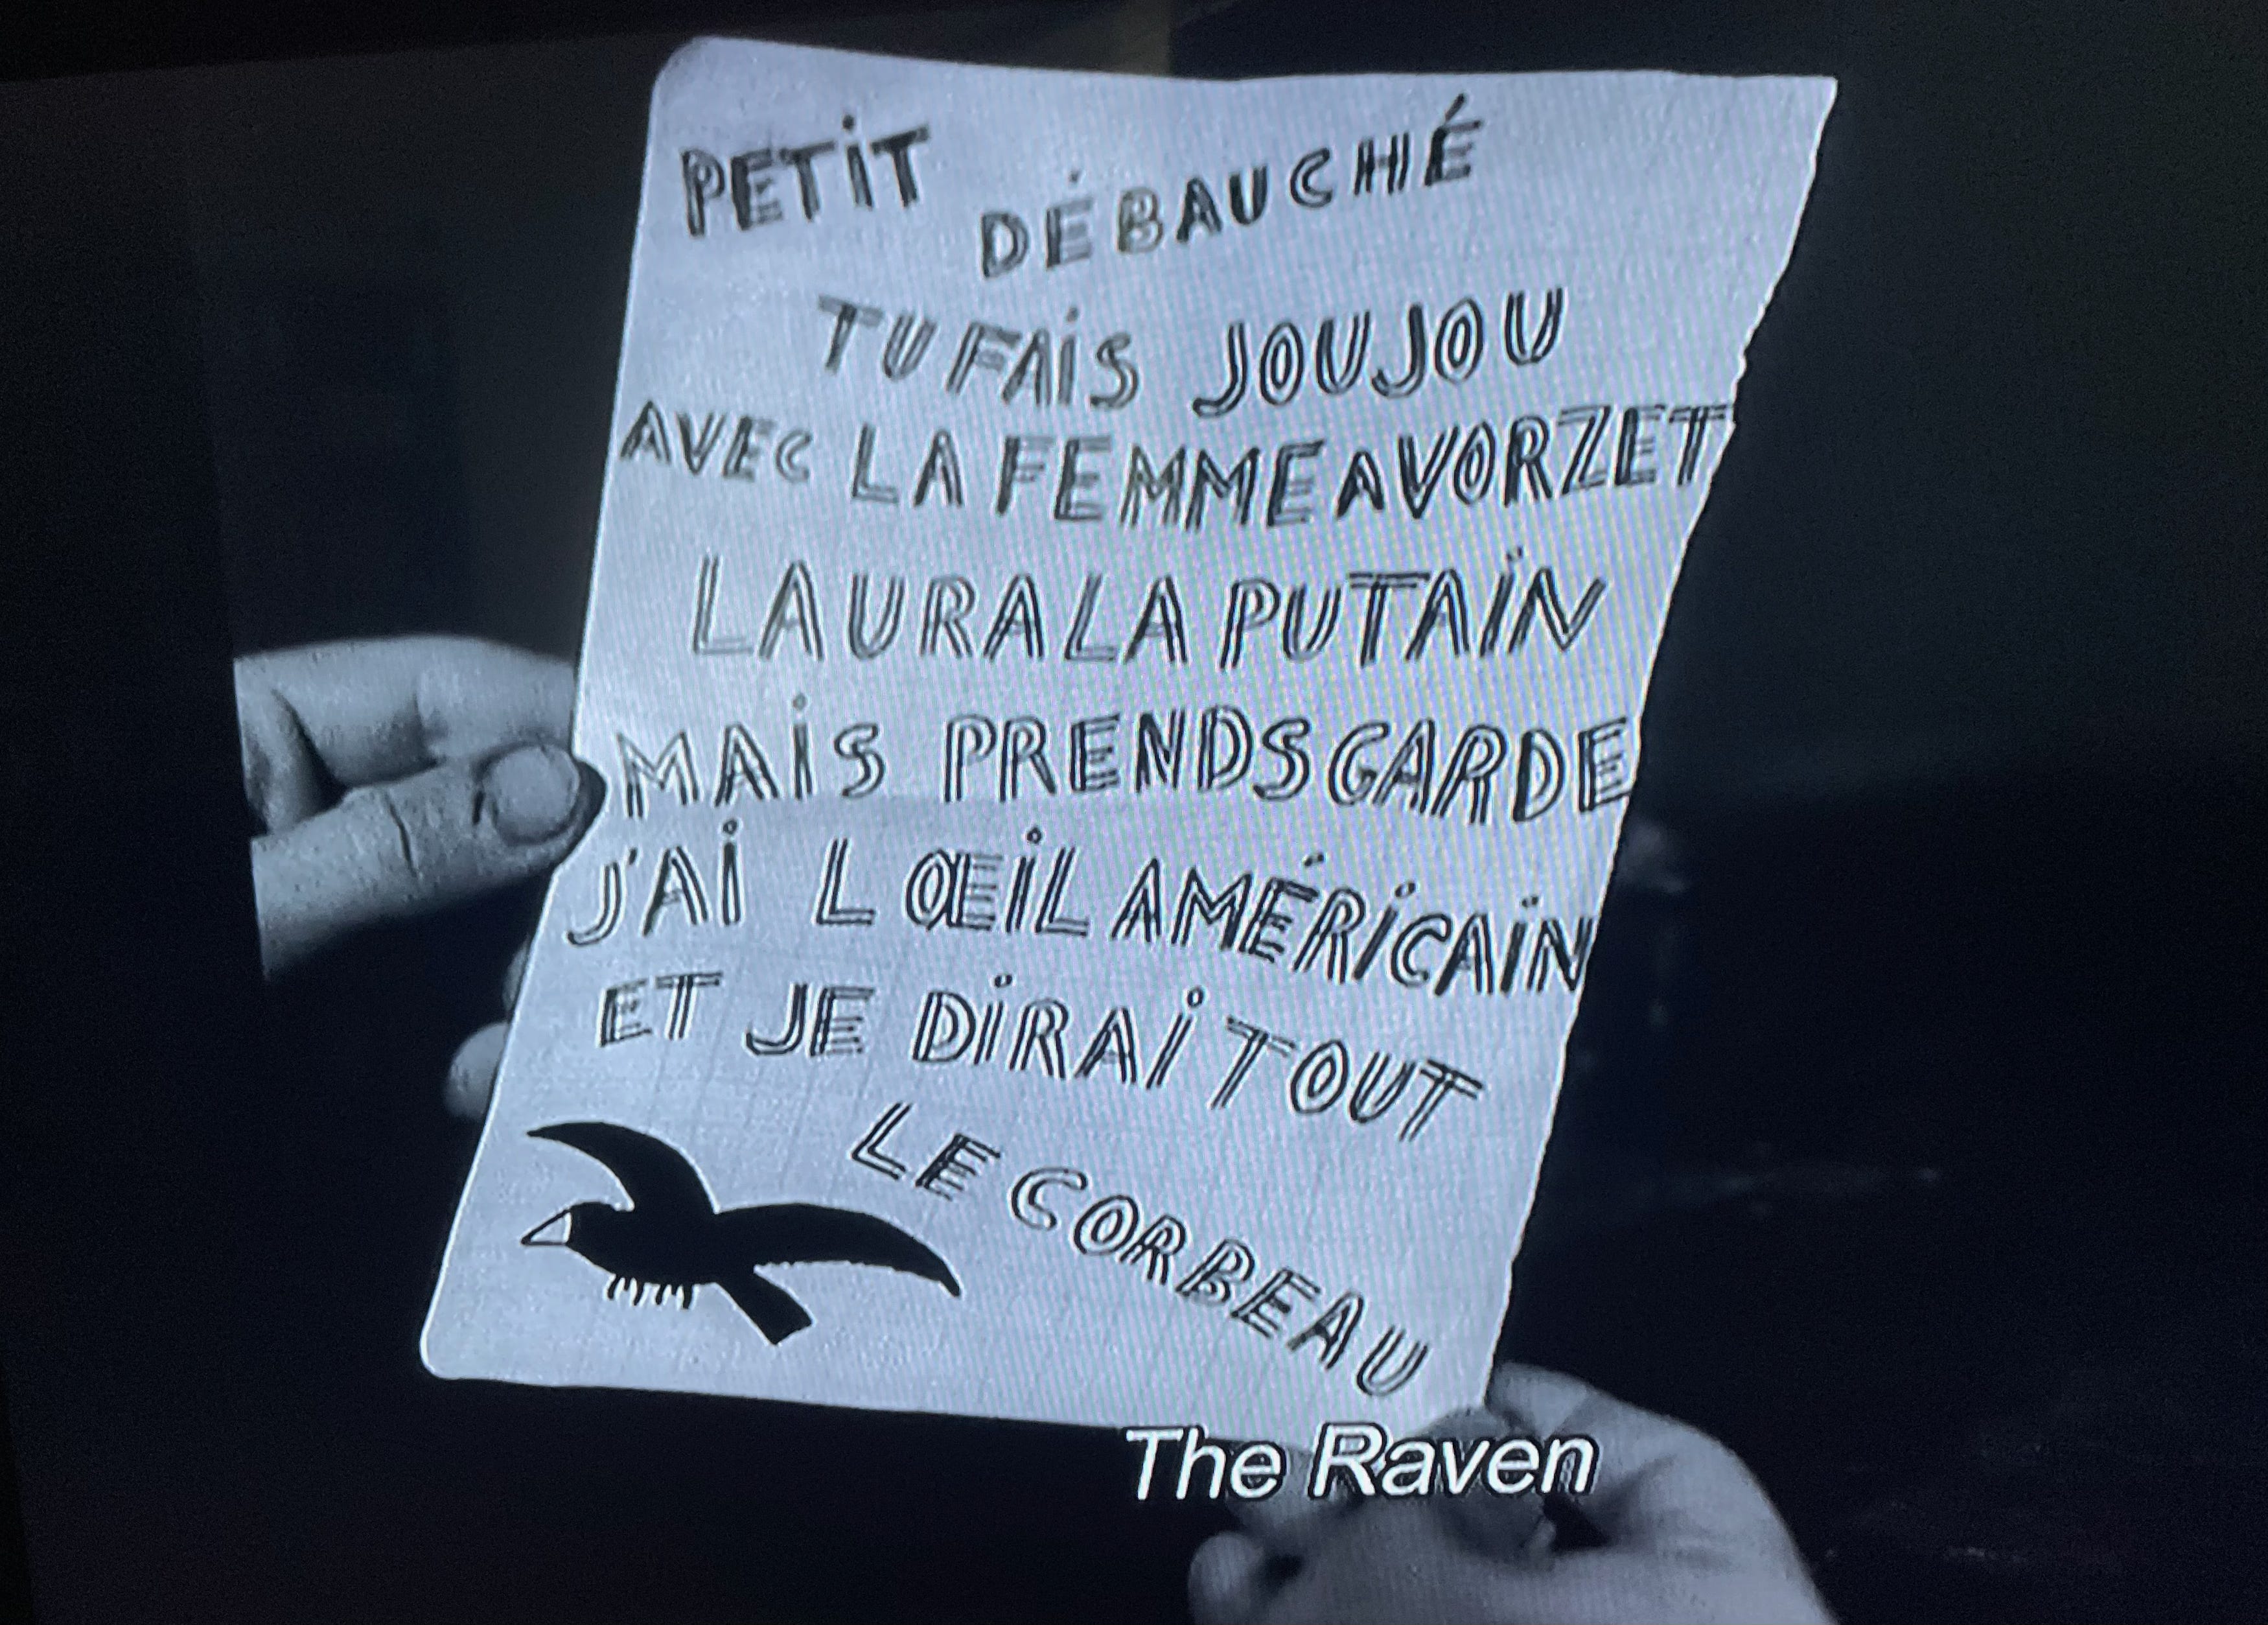 PETIT DÉBAUCHÉ
TU FAIS JOUJOU
AVEC LA FEMME A VORZET
LAURA LA PUTAIN
MAIS PRENDS GARDE
J'AI L ŒIL AMÉRICAIN
ET JE DIRAI TOUT
LE CORBEAU
The Raven